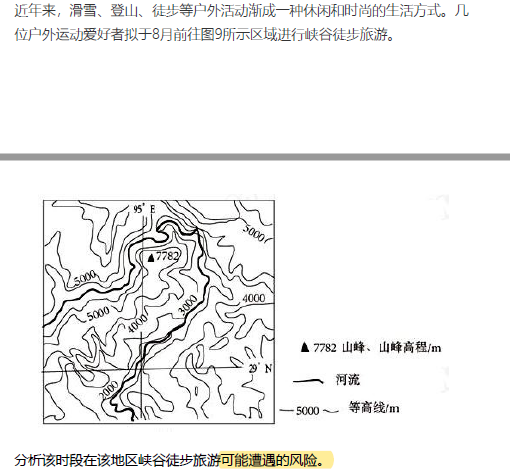 近年来，滑雪、登山、徒步等户外活动渐成一种休闲和时尚的生活方式。几
位户外运动爱好者拟于8月前往图9所示区域进行峡谷徒步旅游。
95° E
5000
7782
5000
5000
4000
3000
4000
29° N
2000
7782 山峰、山峰高程/m
河流
5000 等高线/m
分析该时段在该地区峡谷徒步旅游可能遭遇的风险。